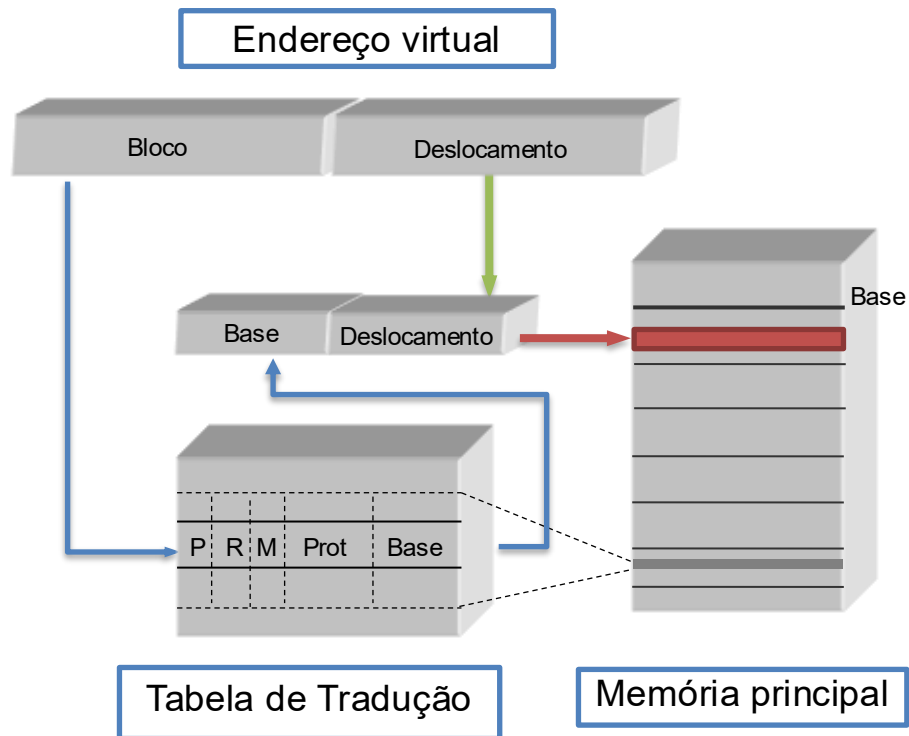 Endereço virtual
Bloco
Deslocamento
Base
Base
Deslocamento
P
R
M
Prot
Base
Tabela de Tradução
Memória principal